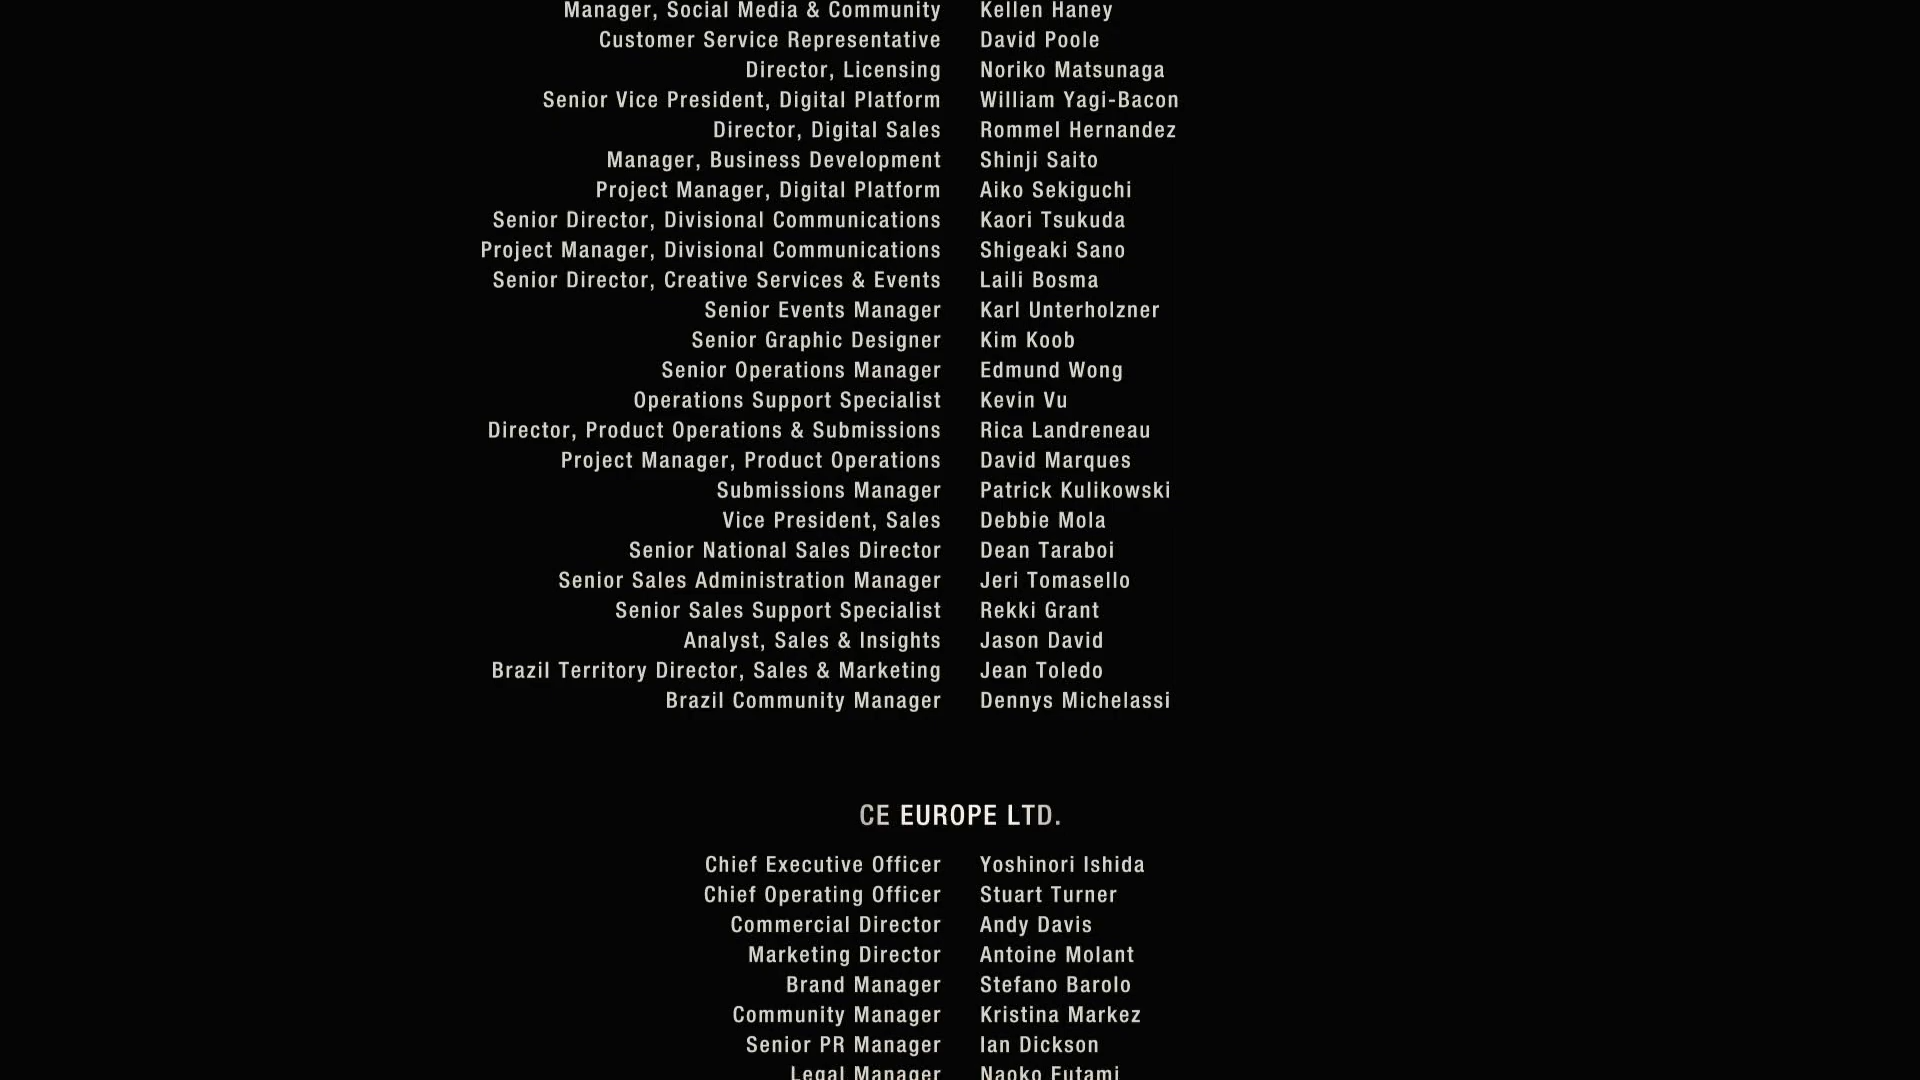 Manager, Social Media & Community Kellen Haney
Customer Service Representative David Poole
Director, Licensing Noriko Matsunaga
Senior Vice President, Digital Platform William Yagi-Bacon
Director, Digital Sales Rommel Hernandez
Manager, Business Development Shinji Saito
Project Manager, Digital Platform Aiko Sekiguchi
Senior Director, Divisional Communications Kaori Tsukuda
Project Manager, Divisional Communications Shigeaki Sano
Senior Director, Creative Services & Events Laili Bosma
Senior Events Manager Karl Unterholzner
Senior Graphic Designer Kim Koob
Senior Operations Manager Edmund Wong
Operations Support Specialist Kevin Vu
Director, Product Operations & Submissions Rica Landreneau
Project Manager, Product Operations David Marques
Submissions Manager Patrick Kulikowski
Vice President, Sales Debbie Mola
Senior National Sales Director Dean Taraboi
Senior Sales Administration Manager Jeri Tomasello
Senior Sales Support Specialist Rekki Grant
Analyst, Sales & Insights Jason David
Brazil Territory Director, Sales & Marketing Jean Toledo
Brazil Community Manager Dennys Michelassi
CE EUROPE LTD.
Chief Executive Officer Yoshinori Ishida
Chief Operating Officer Stuart Turner
Commercial Director Andy Davis
Marketing Director Antoine Molant
Brand Manager Stefano Barolo
Community Manager Kristina Markez
Senior PR Manager Ian Dickson
Legal Manager Naoko Futami